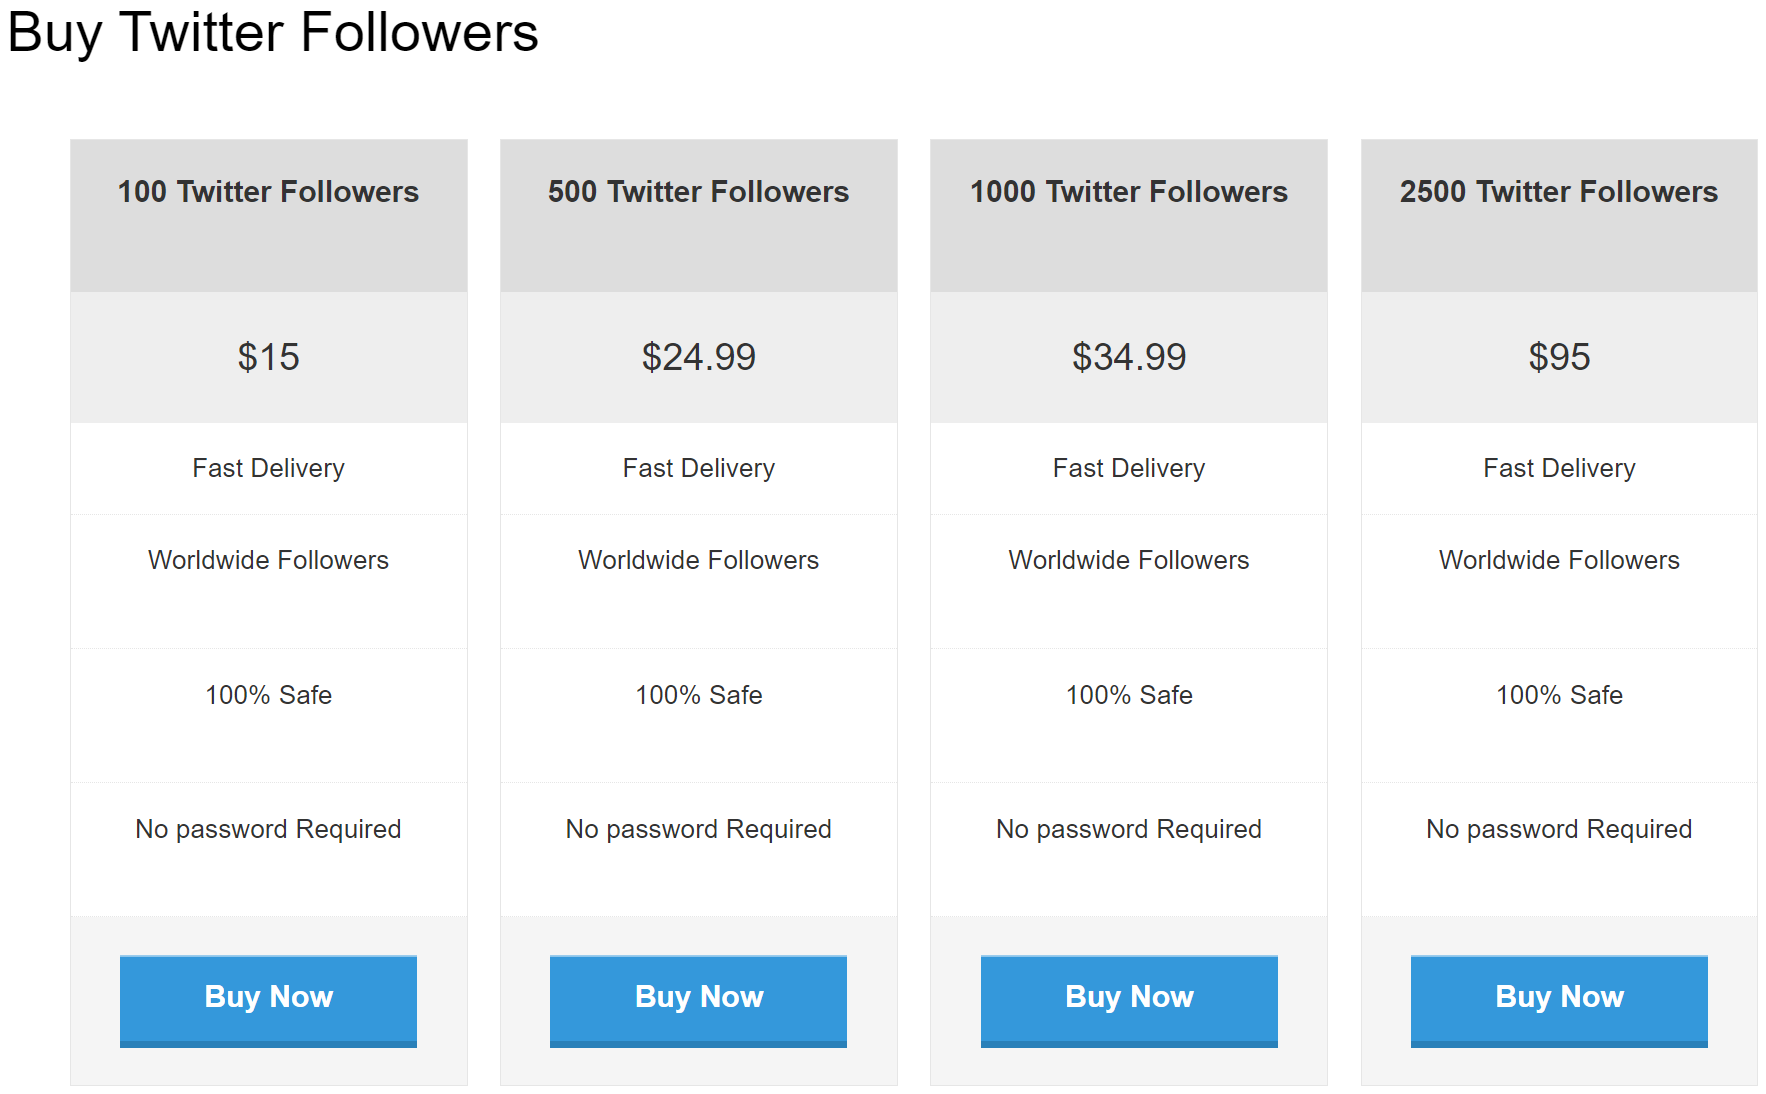 Buy Twitter Followers
100 Twitter Followers
$15
Fast Delivery
Worldwide Followers
100% Safe
No password Required
Buy Now
500 Twitter Followers
$24.99
Fast Delivery
Worldwide Followers
100% Safe
No password Required
Buy Now
1000 Twitter Followers
$34.99
Fast Delivery
Worldwide Followers
100% Safe
No password Required
Buy Now
2500 Twitter Followers
$95
Fast Delivery
Worldwide Followers
100% Safe
No password Required
Buy Now